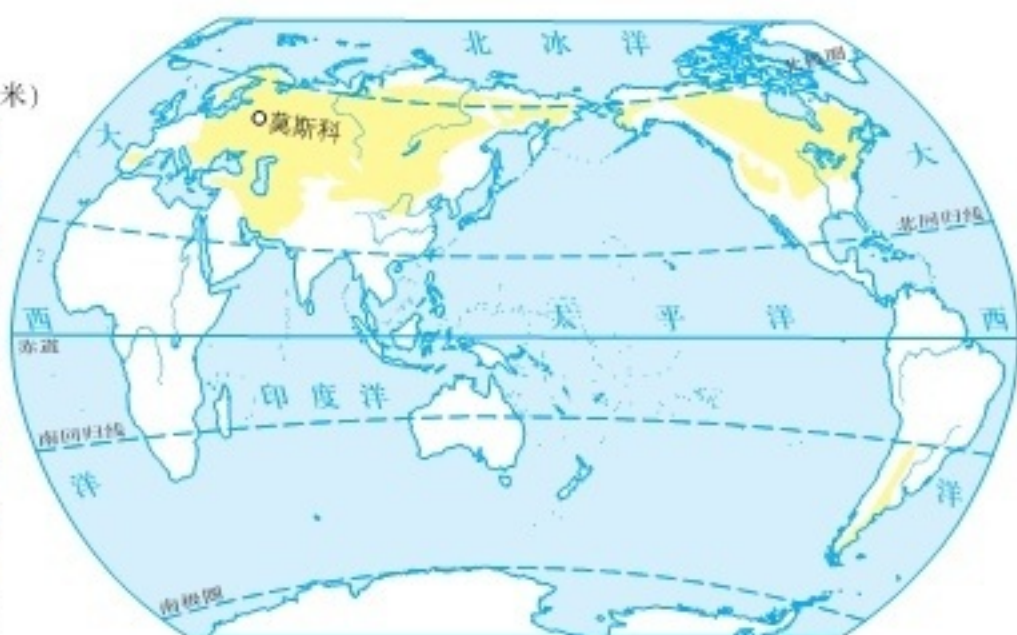 米)
北冰洋
北极圈
莫斯科
大
大
北回归线
西
太平洋
西
赤道
印度洋
南回归线
洋
洋
南极圈